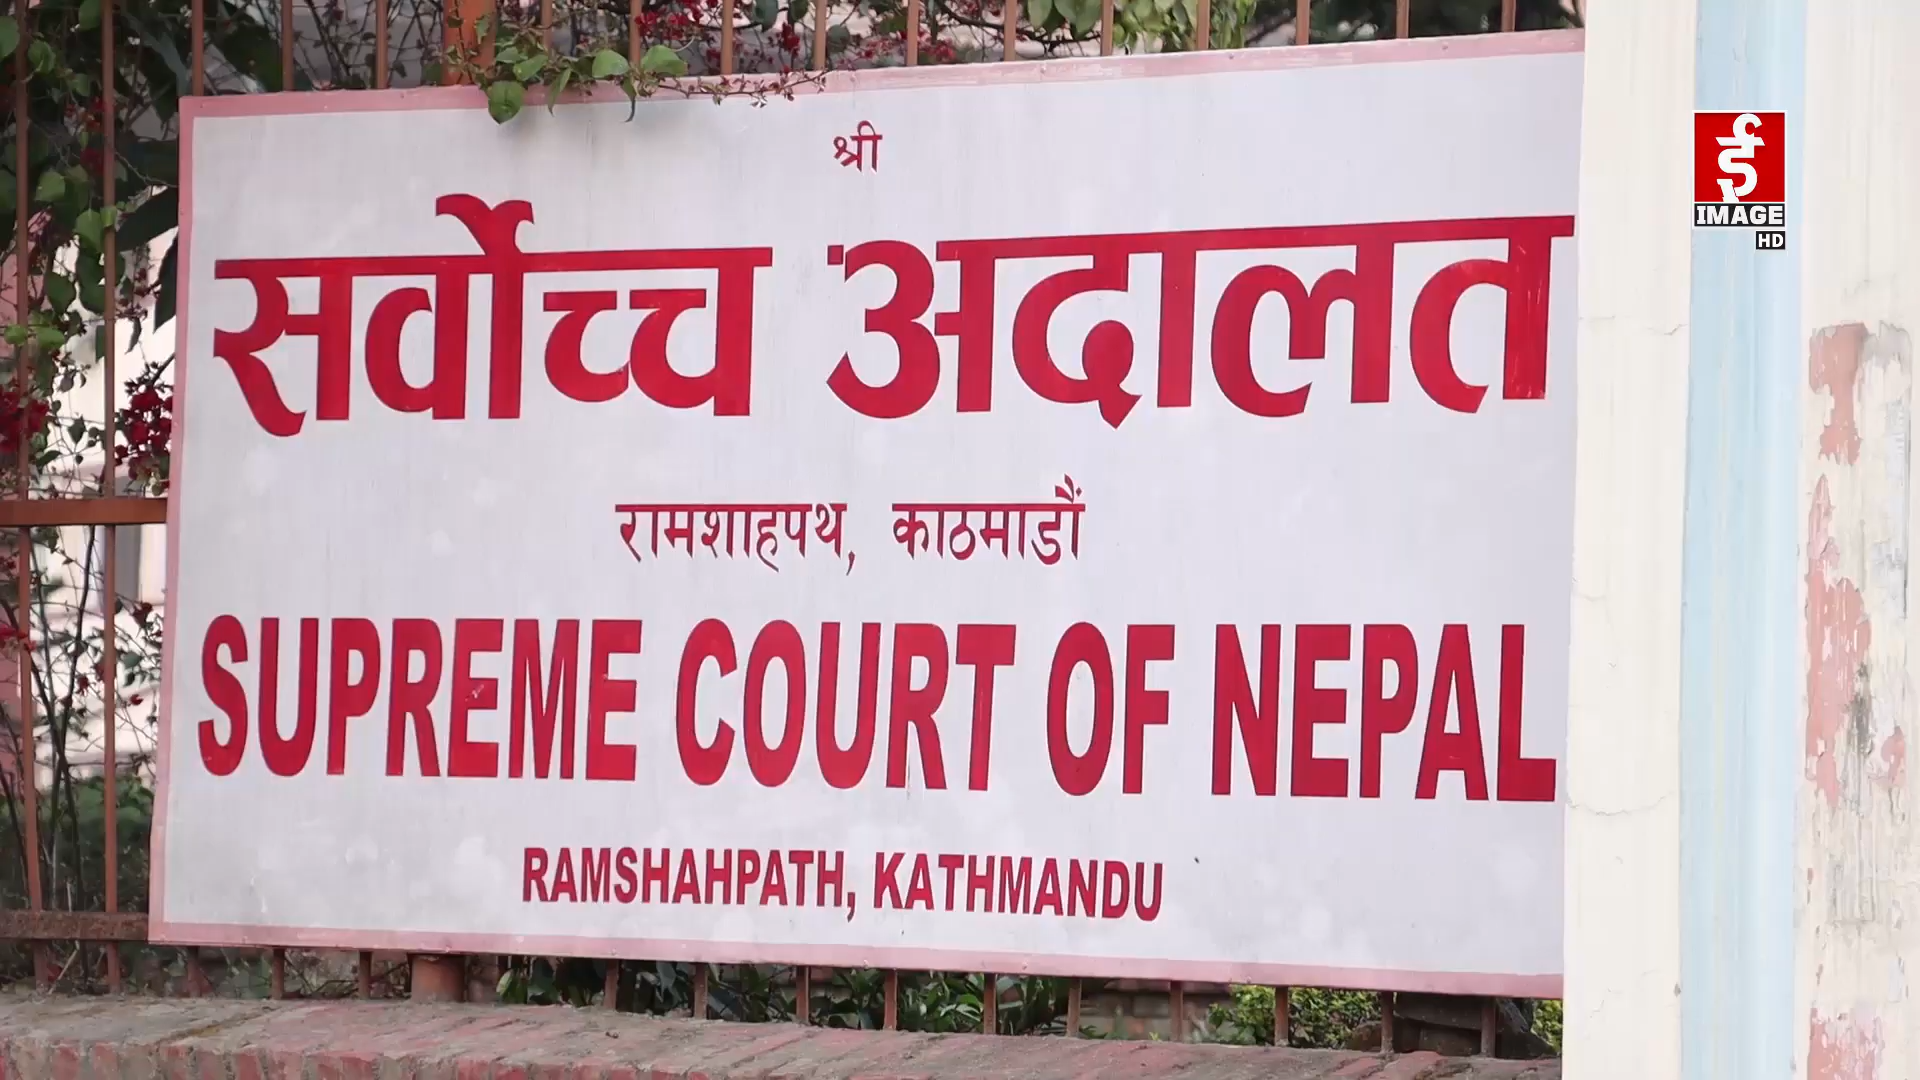 श्री
सर्वोच्च अदालत
रामशाहपथ, काठमाडौं
SUPREME COURT OF NEPAL
RAMSHAHPATH, KATHMANDU
IMAGE
HD